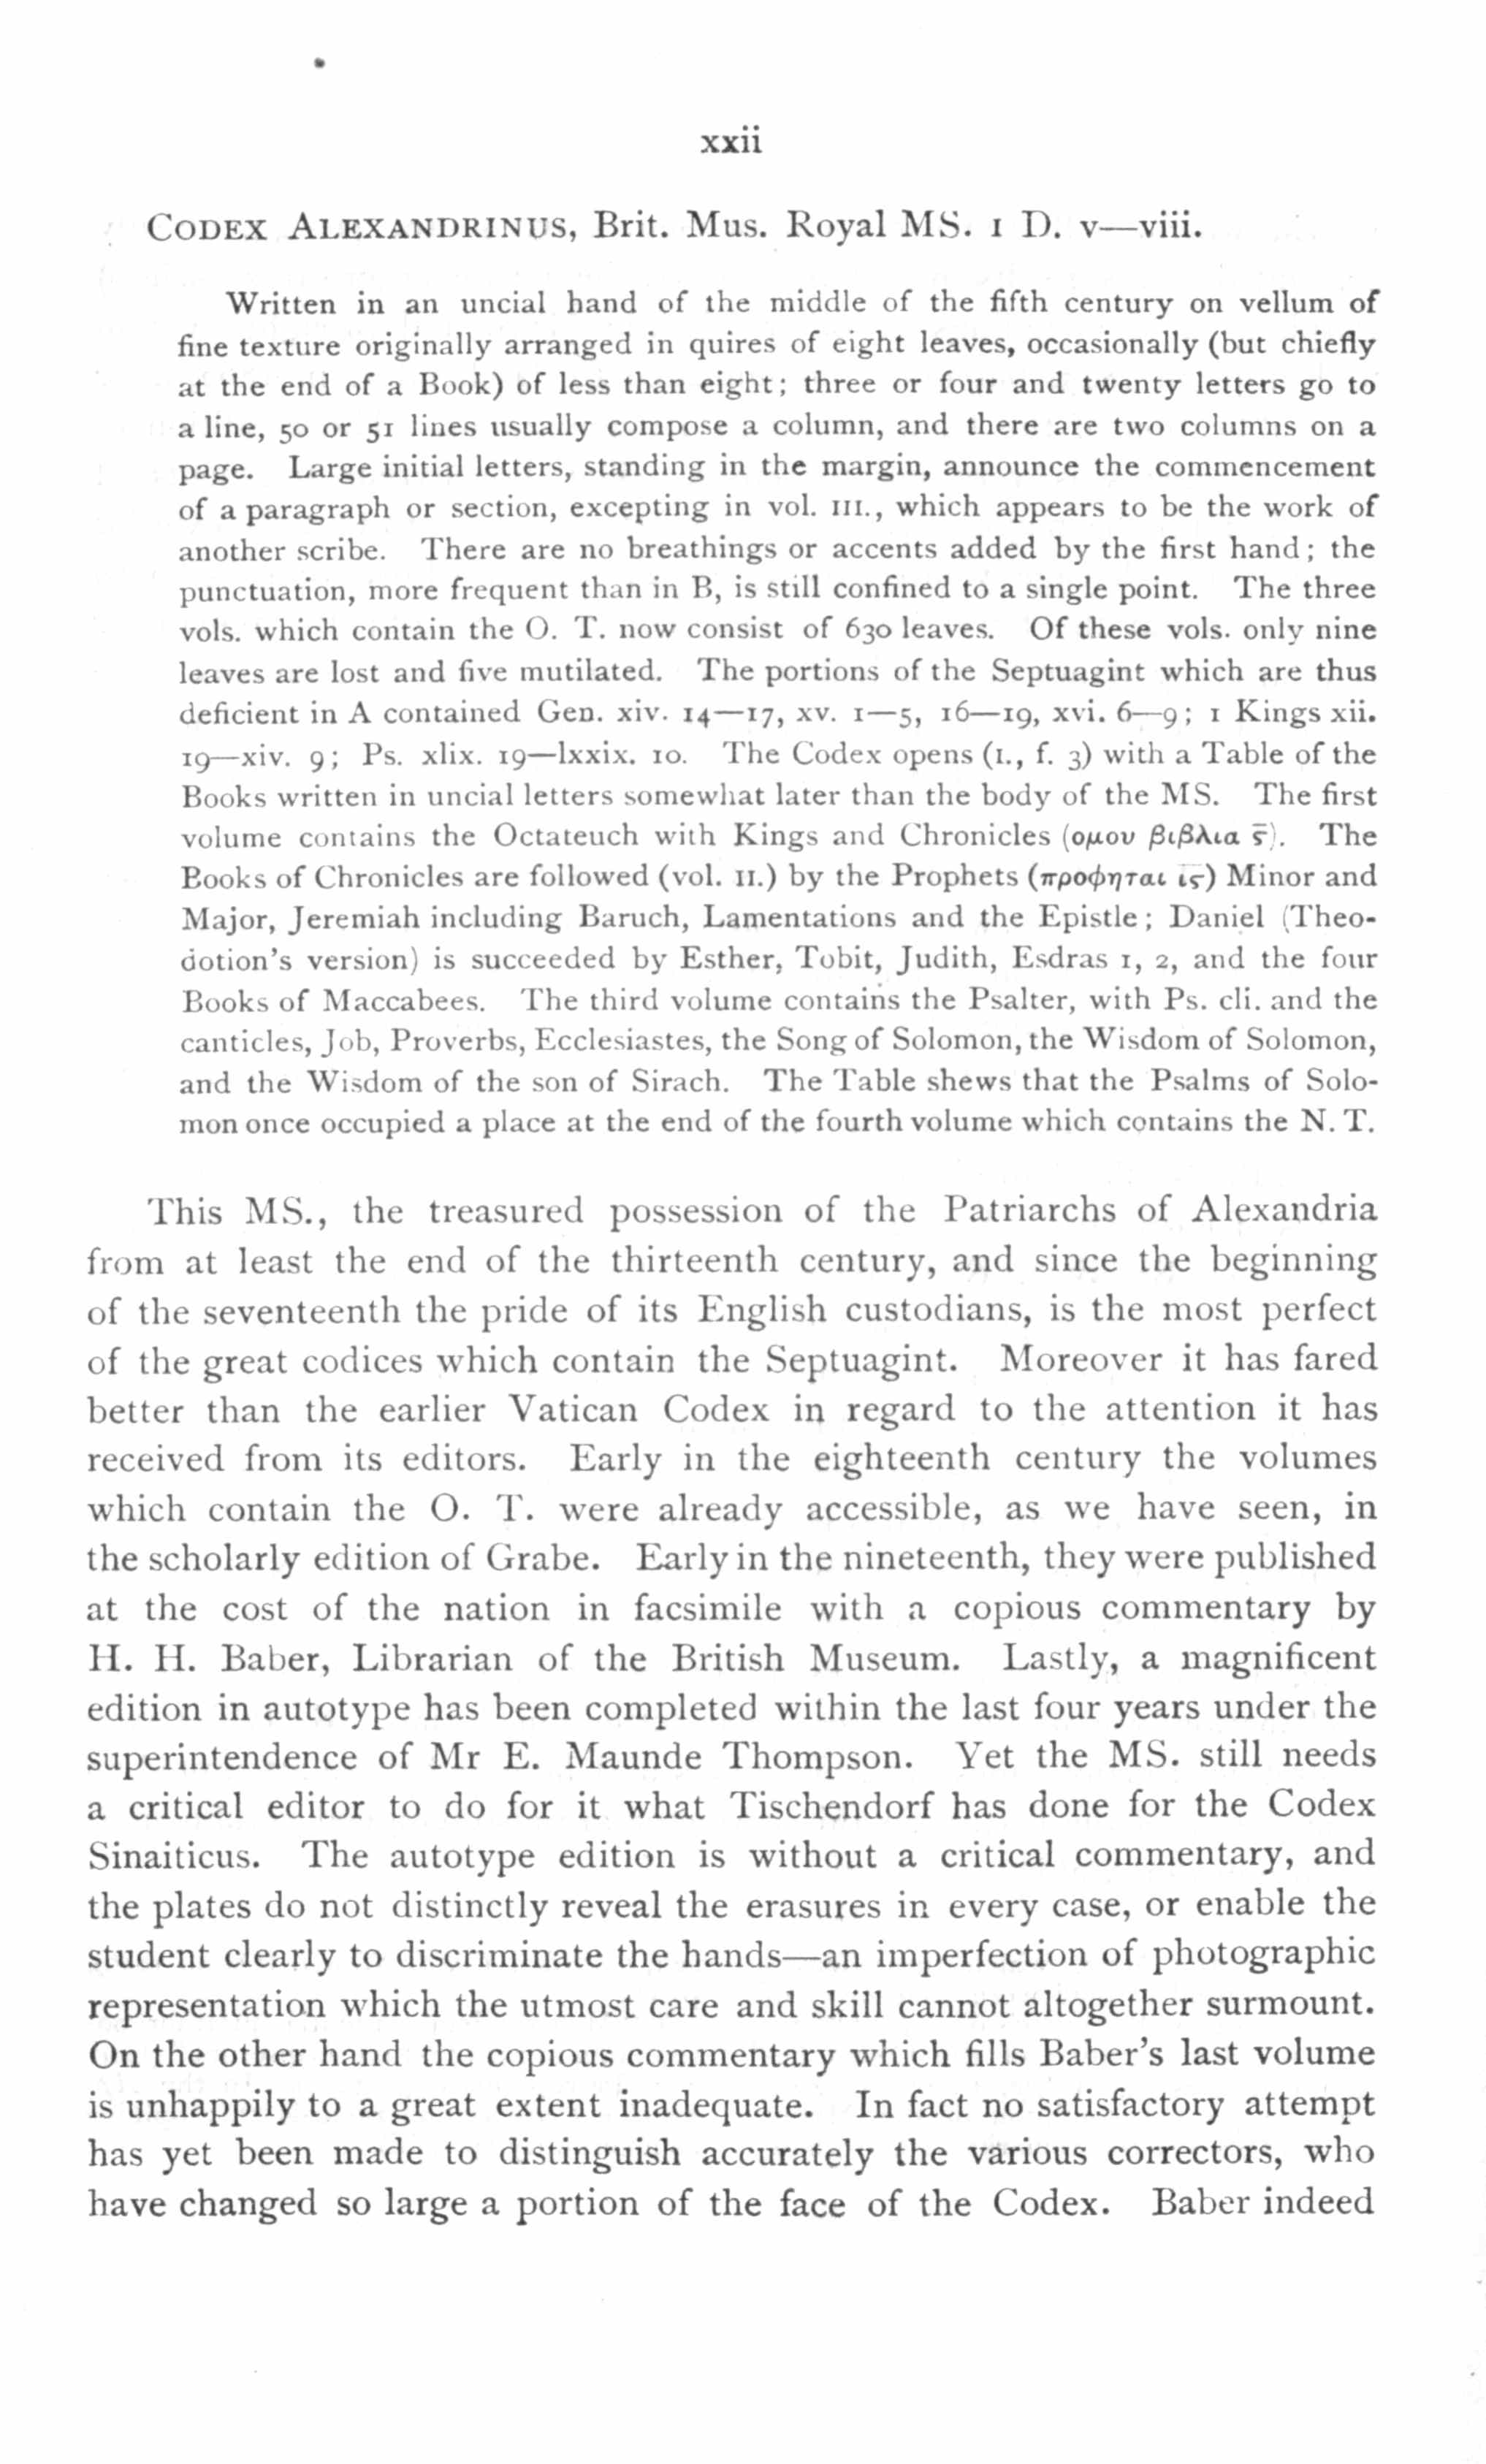 xxii
CODEX ALEXANDRINUS, Brit. Mus. Royal MS. 1 D. v—viii.
Written in an uncial hand of the middle of the fifth century on vellum of
fine texture originally arranged in quires of eight leaves, occasionally (but chiefly
at the end of a Book) of less than eight; three or four and twenty letters go to
a line, 50 or 51 lines usually compose a column, and there are two columns on a
page. Large initial letters, standing in the margin, announce the commencement
of a paragraph or section, excepting in vol. III., which appears to be the work of
another scribe. There are no breathings or accents added by the first hand; the
punctuation, more frequent than in B, is still confined to a single point. The three
vols. which contain the O. T. now consist of 630 leaves. Of these vols. only nine
leaves are lost and five mutilated. The portions of the Septuagint which are thus
deficient in A contained Gen. xiv. 14—17, xv. 1—5, 16—19, xvi. 6—9; 1 Kings xii.
19—xiv. 9; Ps. xlix. 19—lxxix. 10. The Codex opens (I., f. 3) with a Table of the
Books written in uncial letters somewhat later than the body of the MS. The first
volume contains the Octateuch with Kings and Chronicles (ομου βιβλια ϛ̅). The
Books of Chronicles are followed (vol. II.) by the Prophets (προφηται ι̅ϛ̅) Minor and
Major, Jeremiah including Baruch, Lamentations and the Epistle; Daniel (Theo-
dotion's version) is succeeded by Esther, Tobit, Judith, Esdras 1, 2, and the four
Books of Maccabees. The third volume contains the Psalter, with Ps. cli. and the
canticles, Job, Proverbs, Ecclesiastes, the Song of Solomon, the Wisdom of Solomon,
and the Wisdom of the son of Sirach. The Table shews that the Psalms of Solo-
mon once occupied a place at the end of the fourth volume which contains the N. T.
This MS., the treasured possession of the Patriarchs of Alexandria
from at least the end of the thirteenth century, and since the beginning
of the seventeenth the pride of its English custodians, is the most perfect
of the great codices which contain the Septuagint. Moreover it has fared
better than the earlier Vatican Codex in regard to the attention it has
received from its editors. Early in the eighteenth century the volumes
which contain the O. T. were already accessible, as we have seen, in
the scholarly edition of Grabe. Early in the nineteenth, they were published
at the cost of the nation in facsimile with a copious commentary by
H. H. Baber, Librarian of the British Museum. Lastly, a magnificent
edition in autotype has been completed within the last four years under the
superintendence of Mr E. Maunde Thompson. Yet the MS. still needs
a critical editor to do for it what Tischendorf has done for the Codex
Sinaiticus. The autotype edition is without a critical commentary, and
the plates do not distinctly reveal the erasures in every case, or enable the
student clearly to discriminate the hands—an imperfection of photographic
representation which the utmost care and skill cannot altogether surmount.
On the other hand the copious commentary which fills Baber's last volume
is unhappily to a great extent inadequate. In fact no satisfactory attempt
has yet been made to distinguish accurately the various correctors, who
have changed so large a portion of the face of the Codex. Baber indeed